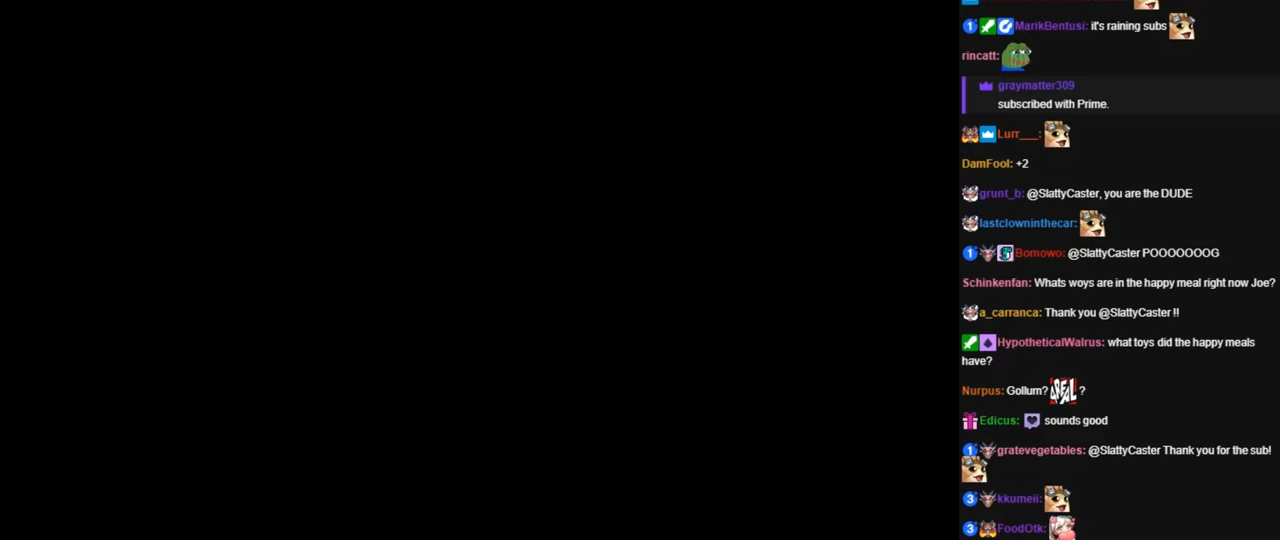 MarikBentusi: it's raining subs
rincatt:
graymatter309
subscribed with Prime.
Lurr___:
DamFool: +2
grunt_b: @SlattyCaster, you are the DUDE
lastclowninthecar:
Bomowo: @SlattyCaster POOOOOOOG
Schinkenfan: Whats woys are in the happy meal right now Joe?
a_carranca: Thank you @SlattyCaster !!
HypotheticalWalrus: what toys did the happy meals
have?
Nurpus: Gollum? ?
Edicus: sounds good
gratevegetables: @SlattyCaster Thank you for the sub!
kkumeii:
FoodOtk: